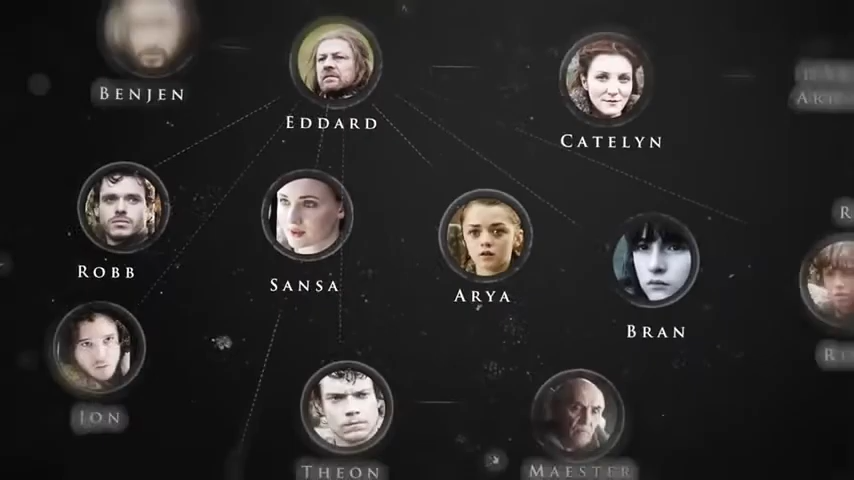 BENJEN
EDDARD
CATELYN
ROBB
SANSA
ARYA
BRAN
JON
THEON
MAESTER